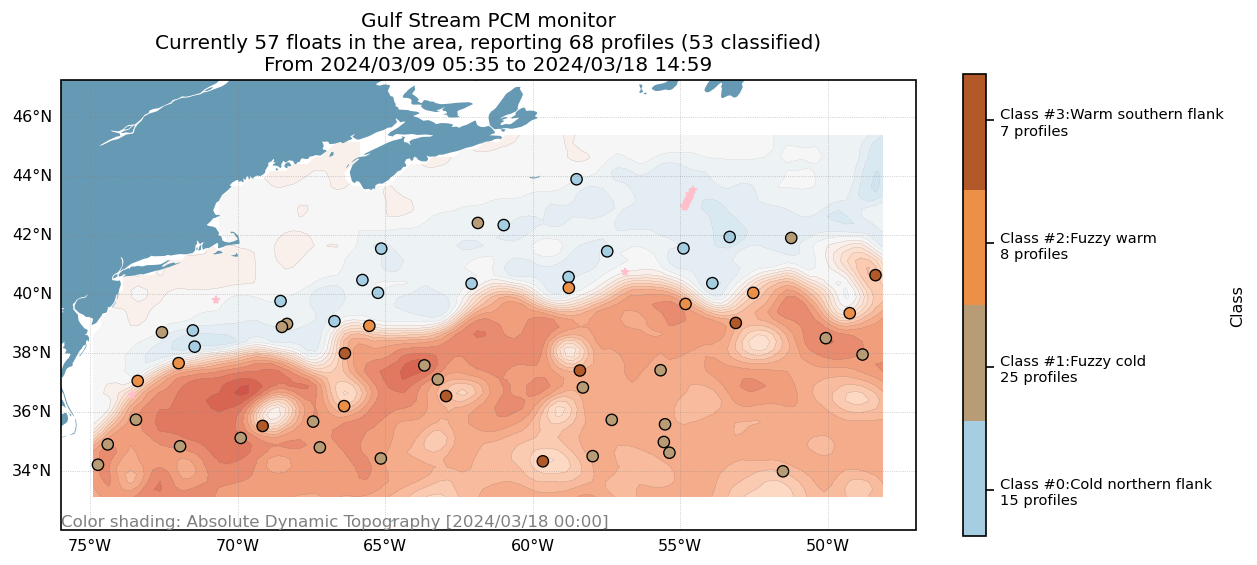 Gulf Stream PCM monitor
Currently 57 floats in the area, reporting 68 profiles (53 classified)
From 2024/03/09 05:35 to 2024/03/18 14:59
46°N
44°N
42°N
40°N
38°N
36°N
34°N
Color shading: Absolute Dynamic Topography [2024/03/18 00:00]
75°W
70°W
65°W
60°W
55°W
50°W
Class #3:Warm southern flank
7 profiles
Class #2:Fuzzy warm
8 profiles
Class #1:Fuzzy cold
25 profiles
Class #0:Cold northern flank
15 profiles
Class